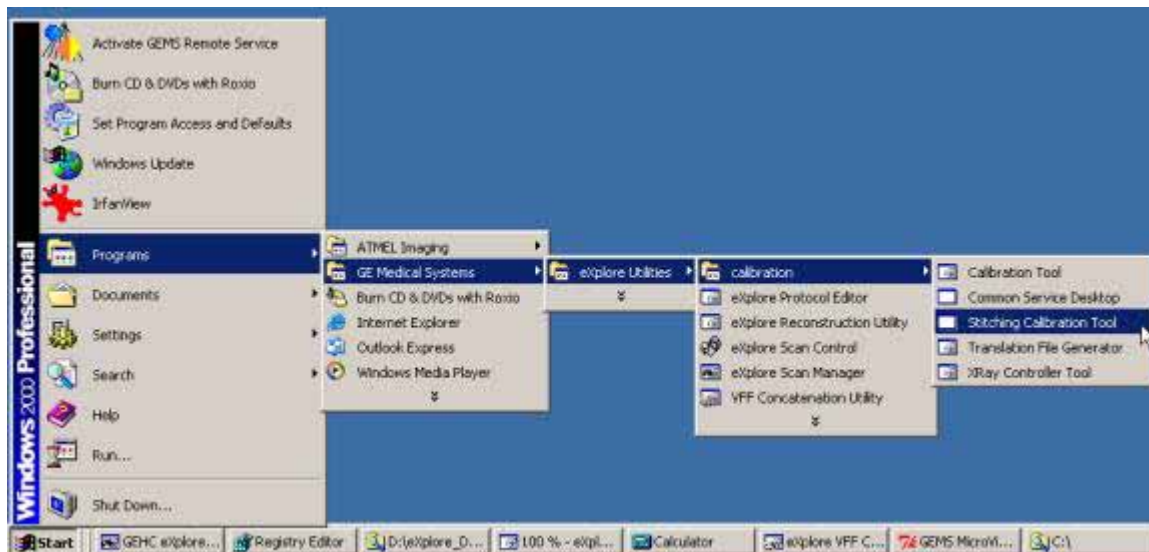 Activate GEMS Remote Service
Burn CD & DVDs with Roxio
Set Program Access and Defaults
Windows Update
IrfanView
Windows 2000 Professional
Programs
Documents
Settings
Search
Help
Run...
Shut Down...
ATMEL Imaging
GE Medical Systems
Burn CD & DVDs with Roxio
Internet Explorer
Outlook Express
Windows Media Player
eXplore Utilities
calibration
eXplore Protocol Editor
eXplore Reconstruction Utility
eXplore Scan Control
eXplore Scan Manager
VFF Concatenation Utility
Calibration Tool
Common Service Desktop
Stitching Calibration Tool
Translation File Generator
XRay Controller Tool
Start
GEHC eXplore...
Registry Editor
D:\eXplore_D...
100 % - eXpl...
Calculator
eXplore VFF C...
GEMS MicroVi...
C:\